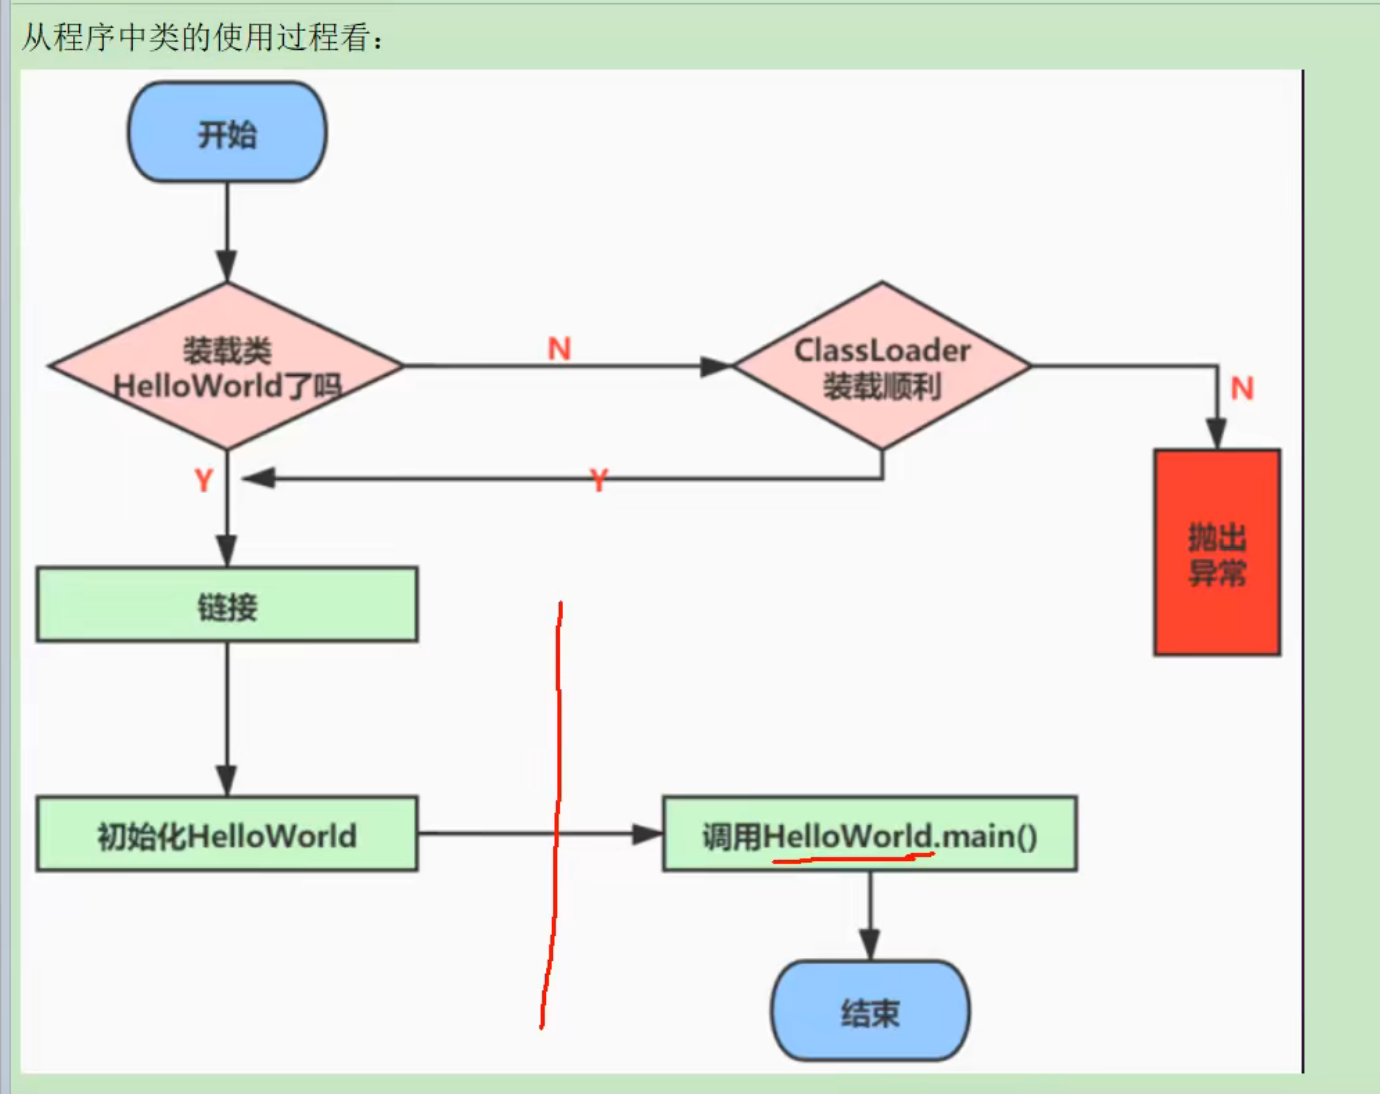 从程序中类的使用过程看：
开始
装载类
HelloWorld了吗
N
ClassLoader
装载顺利
N
Y
Y
抛出
异常
链接
初始化HelloWorld
调用HelloWorld.main()
结束